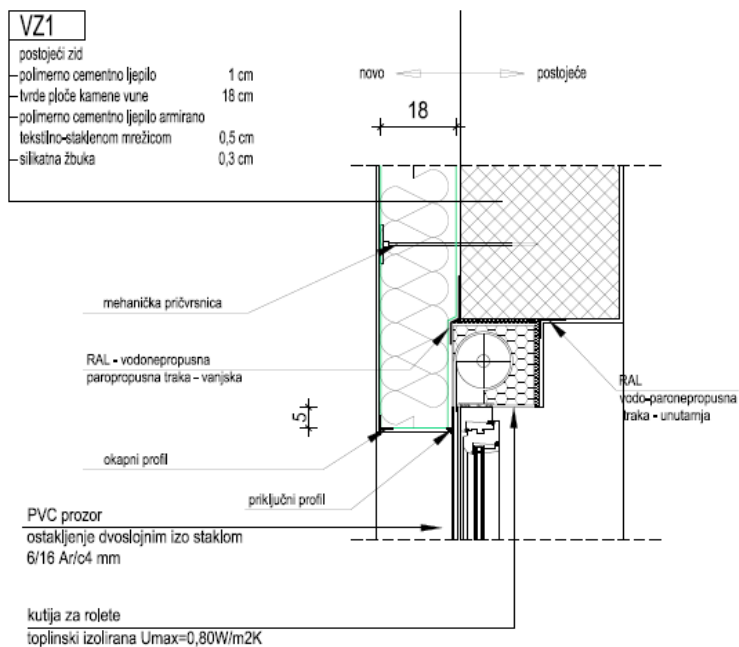 VZ1
postojeći zid
polimerno cementno ljepilo 1 cm
tvrde ploče kamene vune 18 cm
polimerno cementno ljepilo armirano
tekstilno-staklenom mrežicom 0,5 cm
silikatna žbuka 0,3 cm
novo
postojeće
18
mehanička pričvrsnica
RAL - vodonepropusna
paropropusna traka - vanjska
RAL
vodo-paronepropusna
traka - unutarnja
5
okapni profil
priključni profil
PVC prozor
ostakljenje dvoslojnim izo staklom
6/16 Ar/c4 mm
kutija za rolete
toplinski izolirana Umax=0,80W/m2K